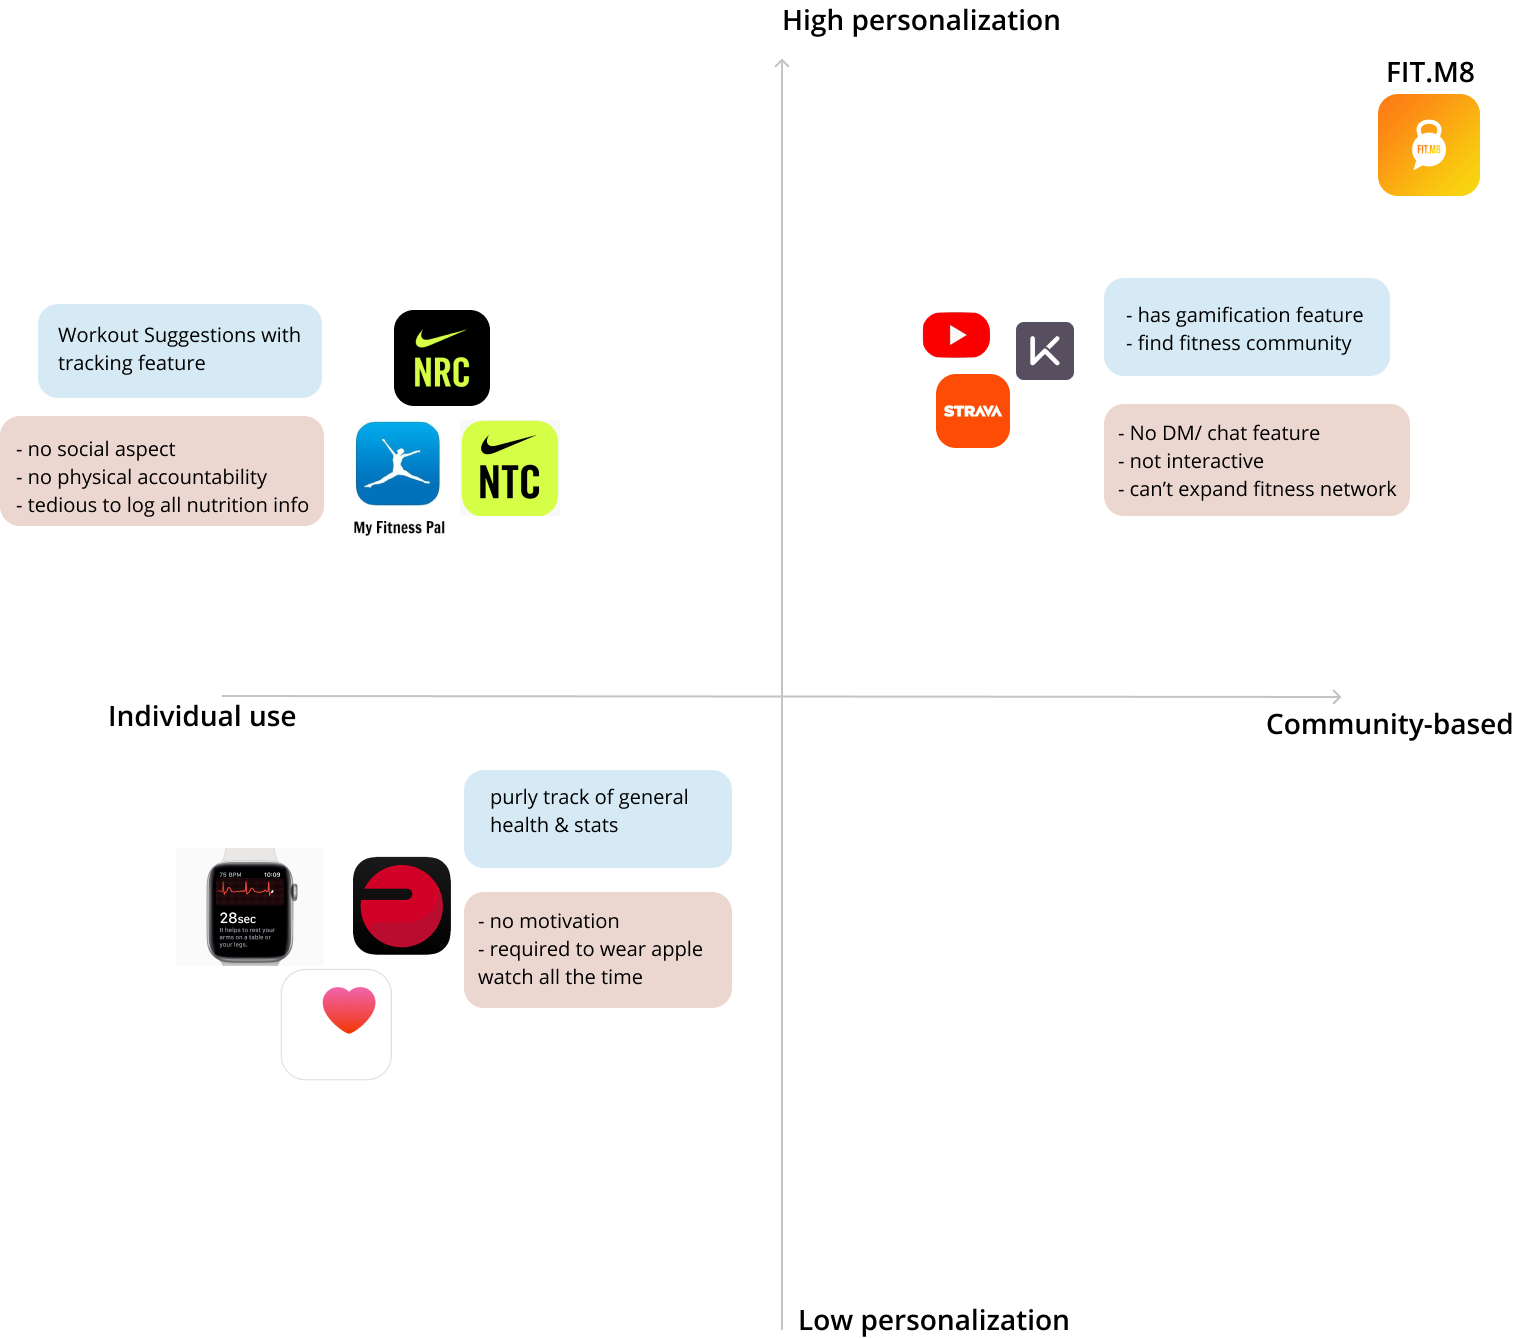 High personalization
FIT.M8
FIT.M8
Workout Suggestions with
tracking feature
NRC
- no social aspect
- no physical accountability
- tedious to log all nutrition info
NTC
My Fitness Pal
STRAVA
- has gamification feature
- find fitness community
- No DM/ chat feature
- not interactive
- can’t expand fitness network
Individual use
Community-based
purly track of general
health & stats
75 BPM
10:09
28sec
It helps to rest your
arms on a table or
your legs.
- no motivation
- required to wear apple
watch all the time
Low personalization